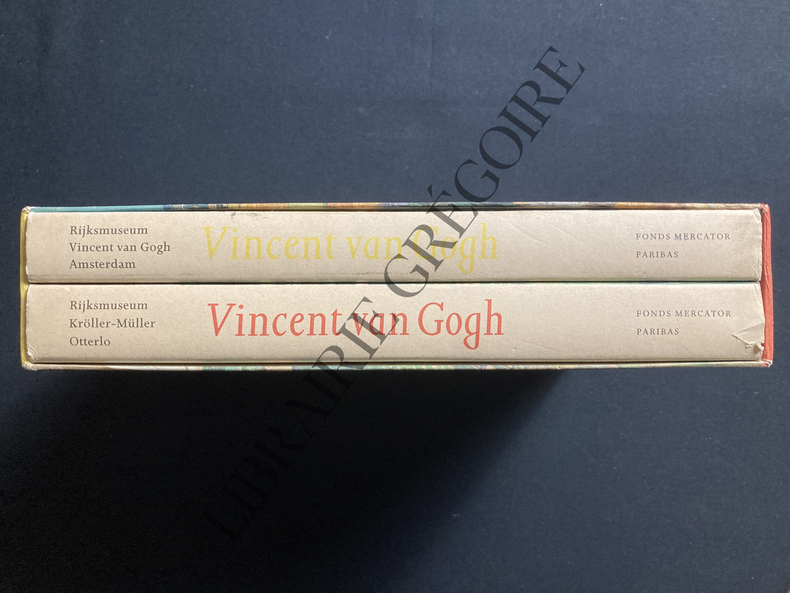 Rijksmuseum
Vincent van Gogh
Amsterdam
Vincent van Gogh
FONDS MERCATOR
PARIBAS
Rijksmuseum
Kröller-Müller
Otterlo
Vincent van Gogh
FONDS MERCATOR
PARIBAS
LIBRAIRIE GRÉGOIRE